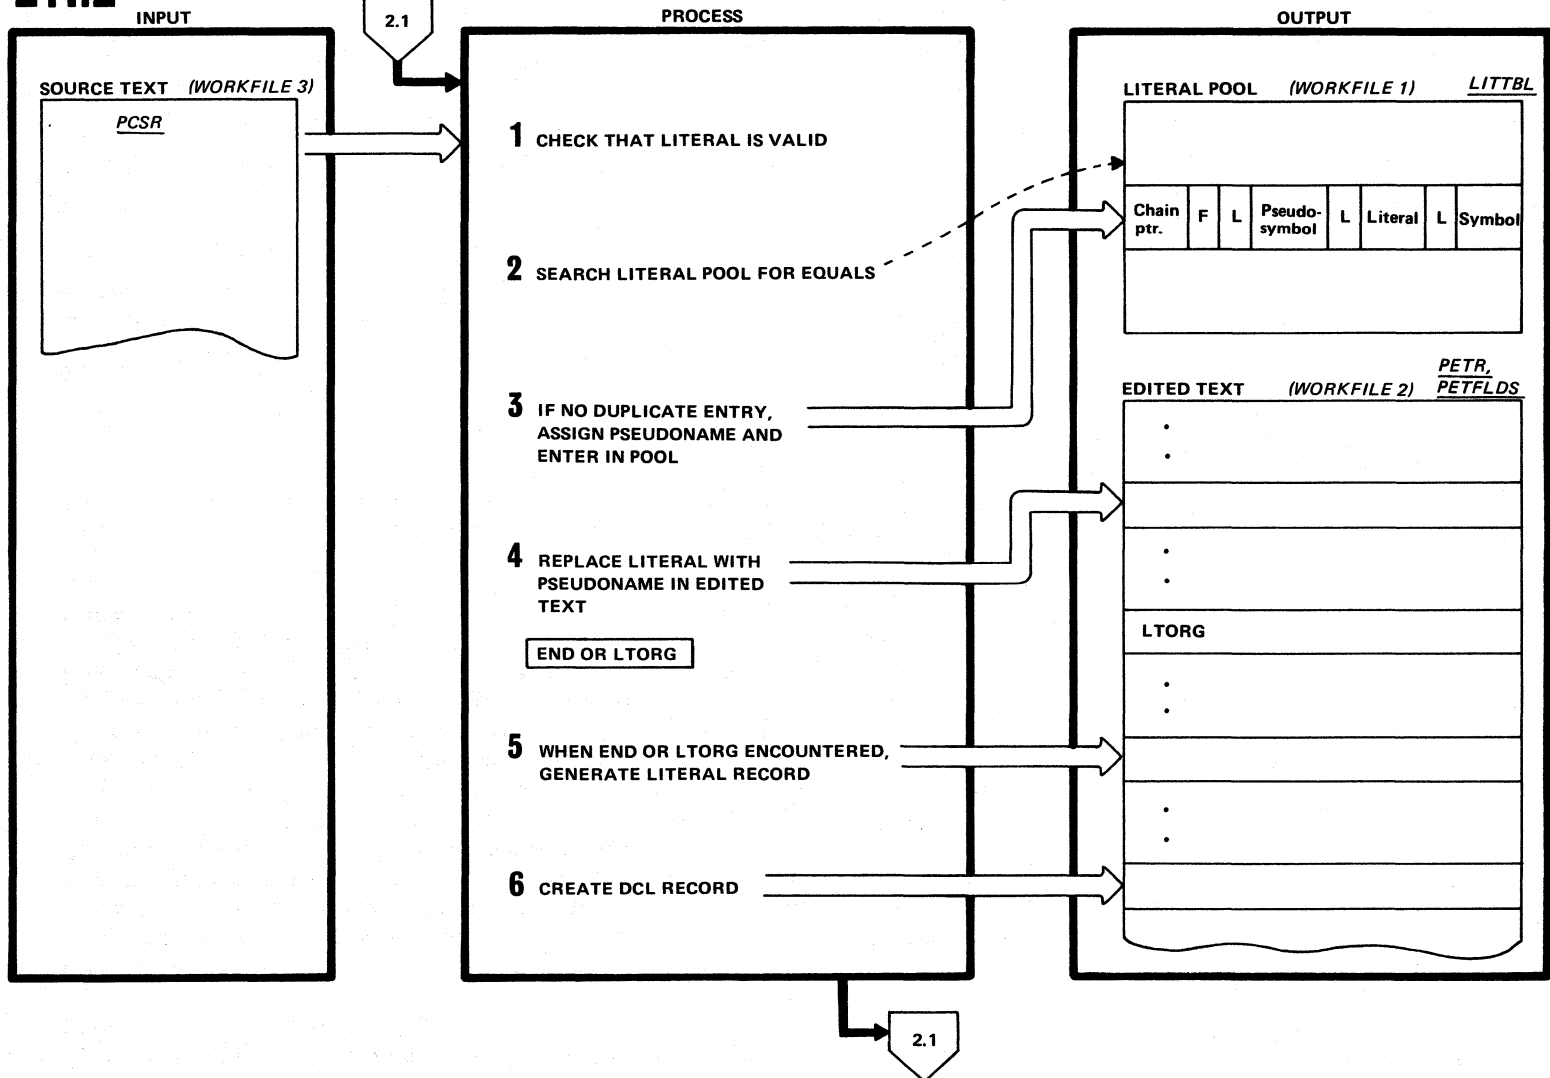 INPUT
2.1
PROCESS
OUTPUT
SOURCE TEXT (WORKFILE 3)
PCSR
1 CHECK THAT LITERAL IS VALID
2 SEARCH LITERAL POOL FOR EQUALS
3 IF NO DUPLICATE ENTRY,
ASSIGN PSEUDONAME AND
ENTER IN POOL
4 REPLACE LITERAL WITH
PSEUDONAME IN EDITED
TEXT
END OR LTORG
5 WHEN END OR LTORG ENCOUNTERED,
GENERATE LITERAL RECORD
6 CREATE DCL RECORD
LITERAL POOL (WORKFILE 1) LITTBL
Chain
ptr.
F
L
Pseudo-
symbol
L
Literal
L
Symbol
EDITED TEXT (WORKFILE 2)
PETR,
PETFLDS
LTORG
2.1